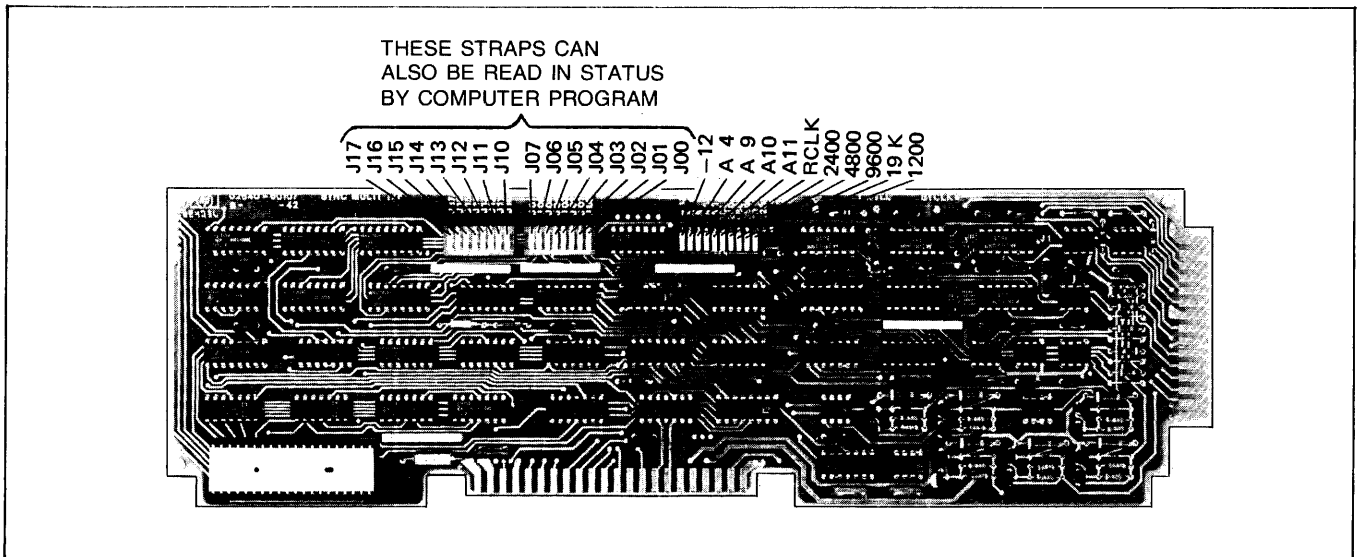 THESE STRAPS CAN
ALSO BE READ IN STATUS
BY COMPUTER PROGRAM
J17
J16
J15
J14
J13
J12
J11
J10
J07
J06
J05
J04
J03
J02
J01
J00
-12
A 4
A 9
A10
A11
RCLK
2400
4800
9600
19 K
1200